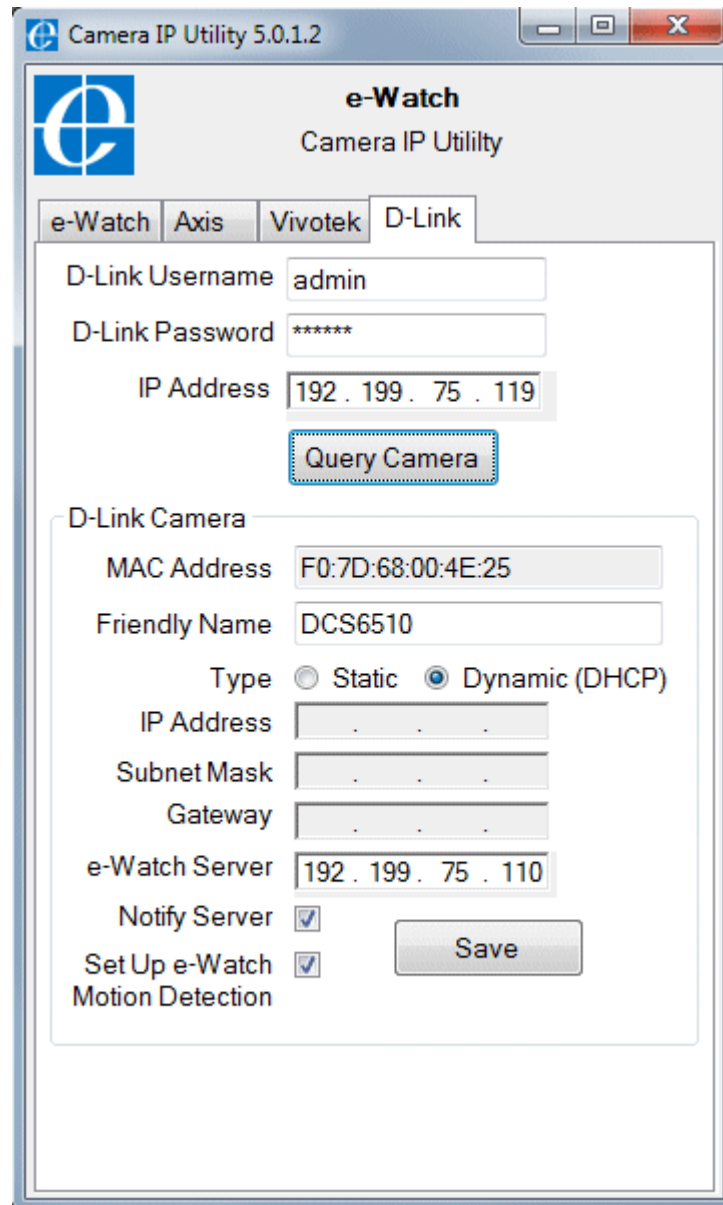 Camera IP Utility 5.0.1.2
e-Watch
Camera IP Utililty
e-Watch Axis Vivotek D-Link
D-Link Username admin
D-Link Password ******
IP Address 192 . 199 . 75 . 119
Query Camera
D-Link Camera
MAC Address F0:7D:68:00:4E:25
Friendly Name DCS6510
Type Static Dynamic (DHCP)
IP Address . . .
Subnet Mask . . .
Gateway . . .
e-Watch Server 192 . 199 . 75 . 110
Notify Server
Save
Set Up e-Watch
Motion Detection